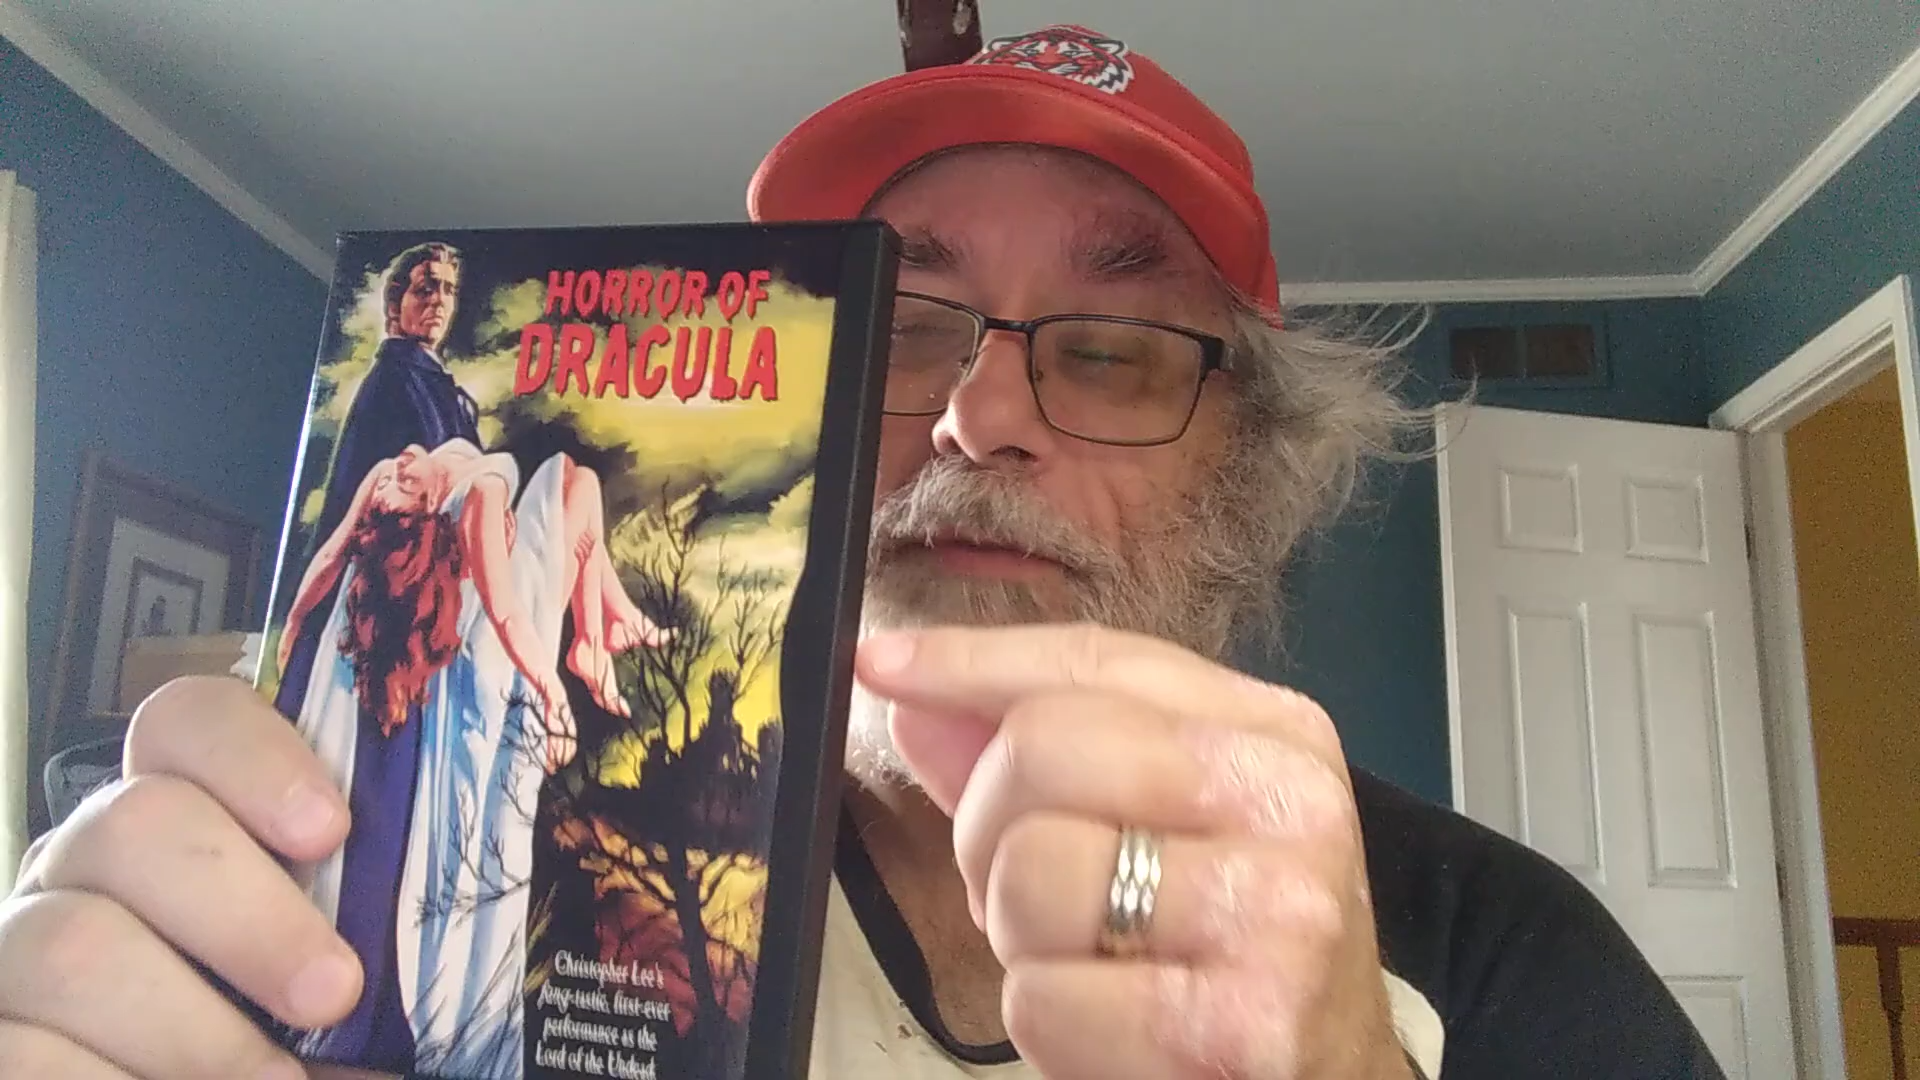 HORROR OF
DRACULA
Christopher Lee's
fang-tastic, first-ever
performance as the
Lord of the Undead.